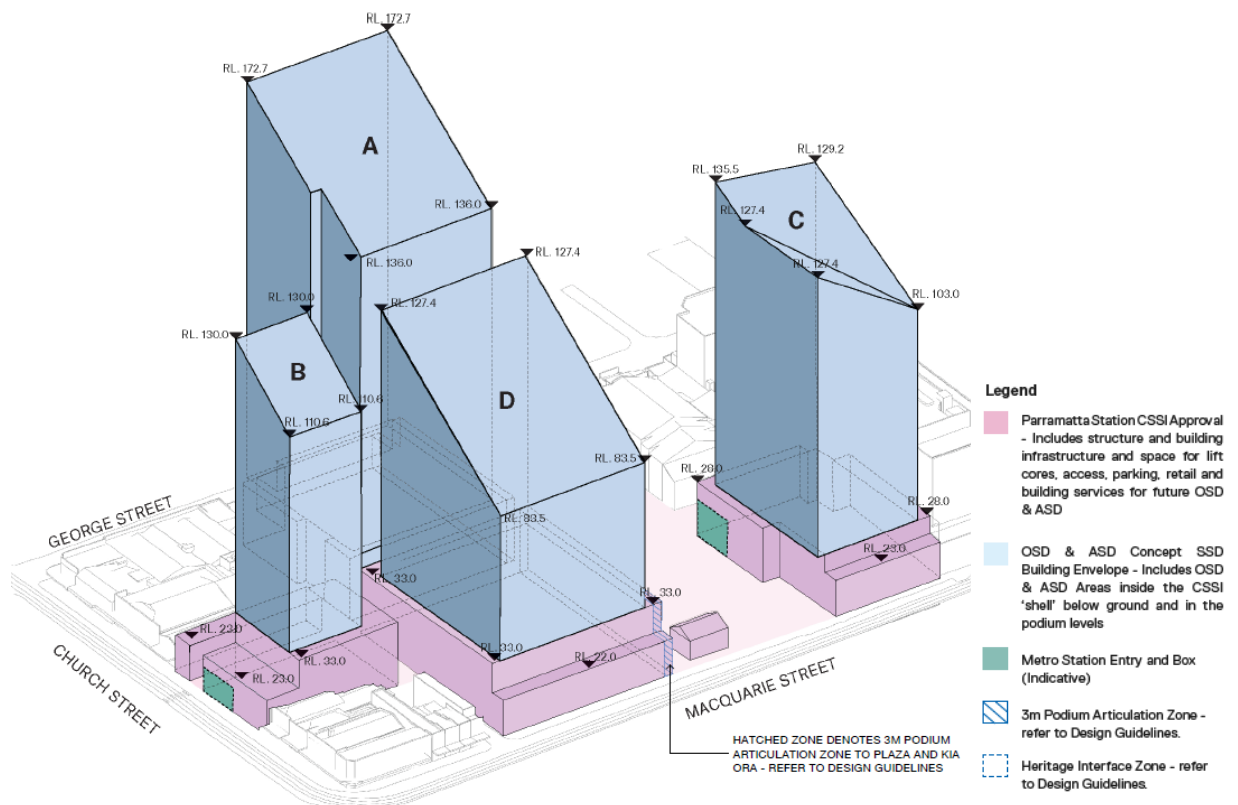 RL. 172.7
RL. 172.7
A
RL. 129.2
RL. 135.5
RL. 136.0
RL. 127.4
C
RL. 127.4
RL. 136.0
RL. 127.4
RL. 130.0
RL. 127.4
RL. 103.0
RL. 130.0
B
D
RL. 110.6
RL. 110.6
RL. 83.5
RL. 28.0
RL. 28.0
RL. 83.5
GEORGE STREET
RL. 23.0
RL. 33.0
RL. 33.0
RL. 23.0
RL. 33.0
RL. 33.0
RL. 22.0
RL. 23.0
CHURCH STREET
MACQUARIE STREET
HATCHED ZONE DENOTES 3M PODIUM
ARTICULATION ZONE TO PLAZA AND KIA
ORA - REFER TO DESIGN GUIDELINES
Legend
Parramatta Station CSSI Approval
- Includes structure and building
infrastructure and space for lift
cores, access, parking, retail and
building services for future OSD
& ASD
OSD & ASD Concept SSD
Building Envelope - Includes OSD
& ASD Areas inside the CSSI
'shell' below ground and in the
podium levels
Metro Station Entry and Box
(Indicative)
3m Podium Articulation Zone -
refer to Design Guidelines.
Heritage Interface Zone - refer
to Design Guidelines.